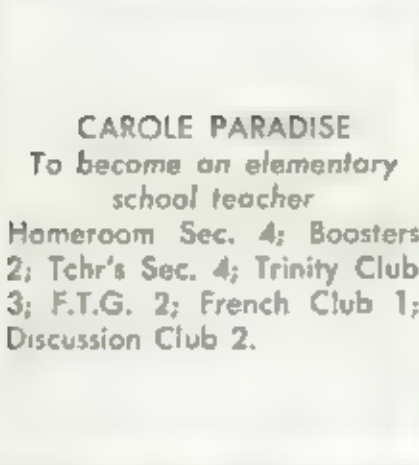 CAROLE PARADISE
To become an elementary
school teacher
Homeroom Sec. 4; Boosters
2; Tchr's Sec. 4; Trinity Club
3; F.T.G. 2; French Club 1;
Discussion Club 2.